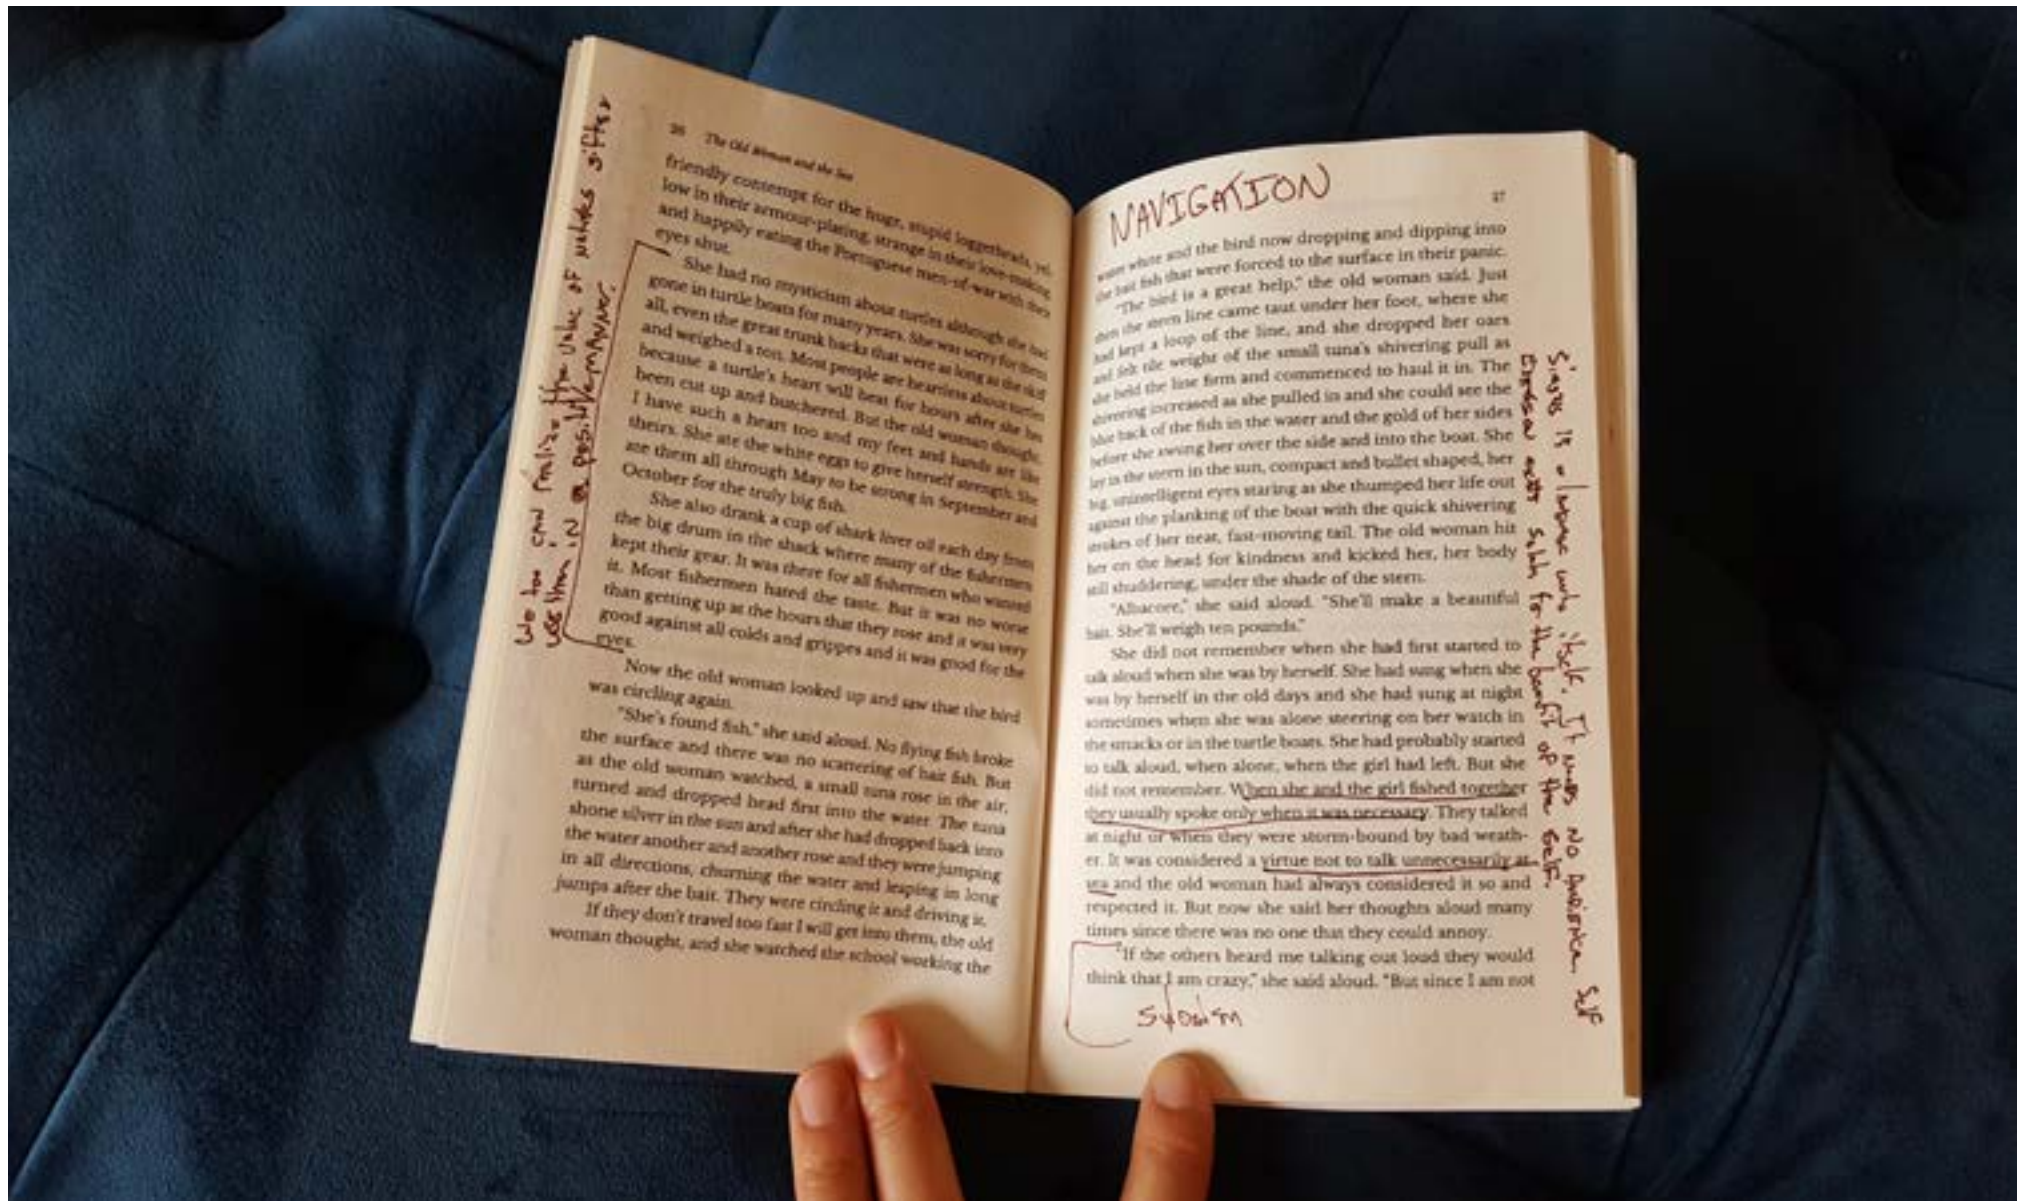 26 The Old Woman and the Sea
friendly contempt for the huge, stupid loggerheads, yel-
low in their armour-plating, strange in their love-making,
and happily eating the Portuguese men-of-war with their
eyes shut.
She had no mysticism about turtles although she had
gone in turtle boats for many years. She was sorry for them
all, even the great trunk backs that were as long as the skiff
and weighed a ton. Most people are heartless about turtles
because a turtle's heart will beat for hours after she has
been cut up and butchered. But the old woman thought,
I have such a heart too and my feet and hands are like
theirs. She ate the white eggs to give herself strength. She
ate them all through May to be strong in September and
October for the truly big fish.
She also drank a cup of shark liver oil each day from
the big drum in the shack where many of the fishermen
kept their gear. It was there for all fishermen who wanted
it. Most fishermen hated the taste. But it was no worse
than getting up at the hours that they rose and it was very
good against all colds and grippes and it was good for the
eyes.
Now the old woman looked up and saw that the bird
was circling again.
"She's found fish," she said aloud. No flying fish broke
the surface and there was no scattering of bait fish. But
as the old woman watched, a small tuna rose in the air,
turned and dropped head first into the water. The tuna
shone silver in the sun and after she had dropped back into
the water another and another rose and they were jumping
in all directions, churning the water and leaping in long
jumps after the bait. They were circling it and driving it.
If they don't travel too fast I will get into them, the old
woman thought, and she watched the school working the
We too can realize the value of natures gifts &
use them in a positive MANNER.
NAVIGATION
27
water white and the bird now dropping and dipping into
the bait fish that were forced to the surface in their panic.
"The bird is a great help," the old woman said. Just
then the stern line came taut under her foot, where she
had kept a loop of the line, and she dropped her oars
and felt tile weight of the small tuna's shivering pull as
she held the line firm and commenced to haul it in. The
shivering increased as she pulled in and she could see the
blue back of the fish in the water and the gold of her sides
before she swung her over the side and into the boat. She
lay in the stern in the sun, compact and bullet shaped, her
big, unintelligent eyes staring as she thumped her life out
against the planking of the boat with the quick shivering
strokes of her neat, fast-moving tail. The old woman hit
her on the head for kindness and kicked her, her body
still shuddering, under the shade of the stern.
"Albacore," she said aloud. "She'll make a beautiful
bait. She'll weigh ten pounds."
She did not remember when she had first started to
talk aloud when she was by herself. She had sung when she
was by herself in the old days and she had sung at night
sometimes when she was alone steering on her watch in
the smacks or in the turtle boats. She had probably started
to talk aloud, when alone, when the girl had left. But she
did not remember. When she and the girl fished together
they usually spoke only when it was necessary. They talked
at night or when they were storm-bound by bad weath-
er. It was considered a virtue not to talk unnecessarily at
sea and the old woman had always considered it so and
respected it. But now she said her thoughts aloud many
times since there was no one that they could annoy.
"If the others heard me talking out loud they would
think that I am crazy," she said aloud. "But since I am not
is a language itself. It needs no Audience. Self
for the benefit of the self.